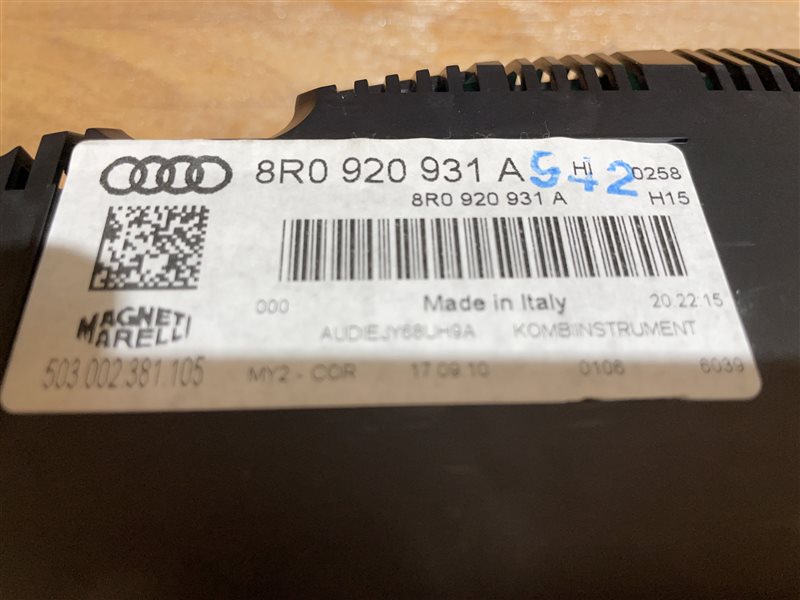 8R0 920 931 A HI 0258
8R0 920 931 A H15
000 Made in Italy 20.22.15
MAGNETI
MARELLI
AUDIEJY68UH9A KOMBIINSTRUMENT
503.002.381.105 MY2 - COR 17.09.10 0106 6039